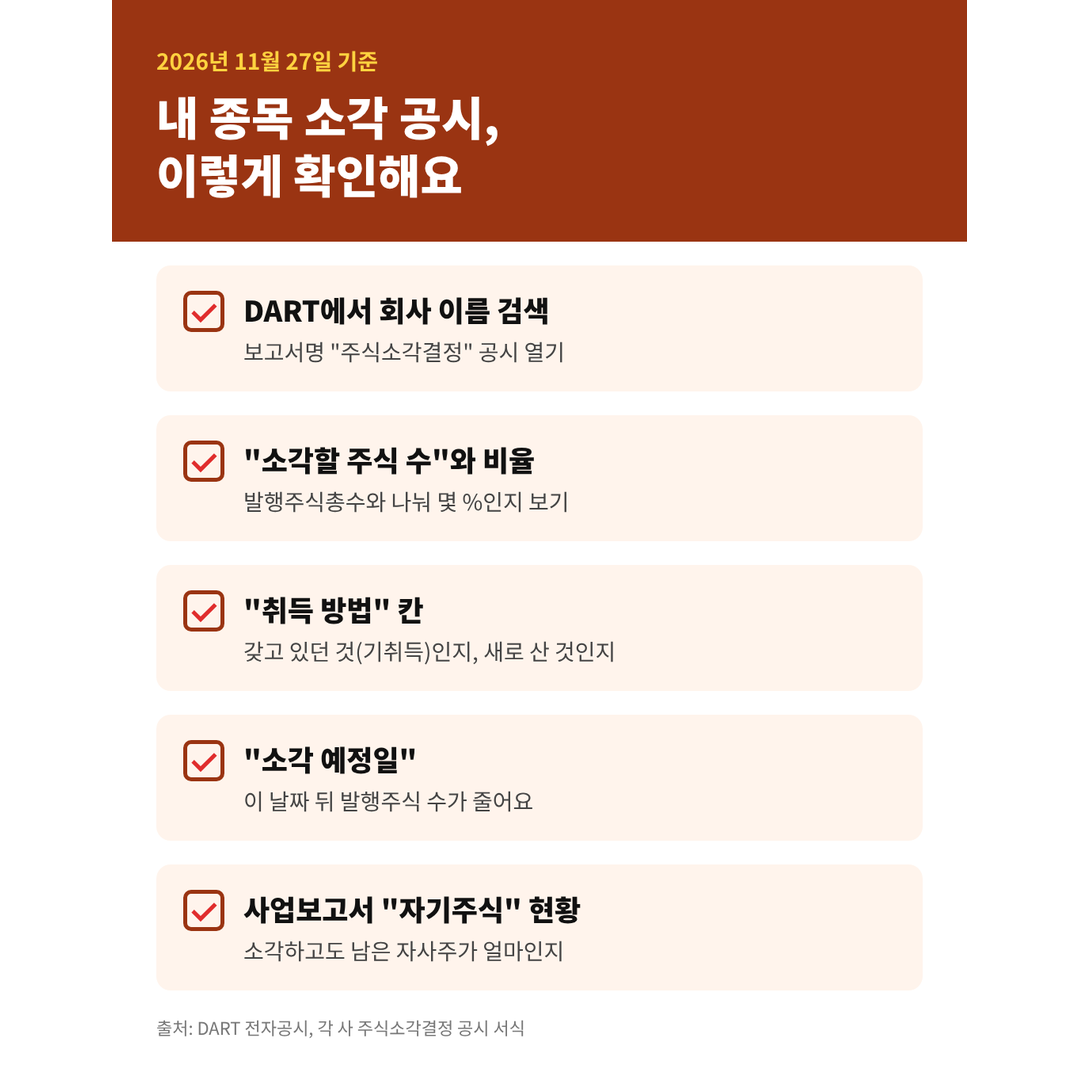 2026년 11월 27일 기준
내 종목 소각 공시,
이렇게 확인해요
DART에서 회사 이름 검색
보고서명 "주식소각결정" 공시 열기
"소각할 주식 수"와 비율
발행주식총수와 나눠 몇 %인지 보기
"취득 방법" 칸
갖고 있던 것(기취득)인지, 새로 산 것인지
"소각 예정일"
이 날짜 뒤 발행주식 수가 줄어요
사업보고서 "자기주식" 현황
소각하고도 남은 자사주가 얼마인지
출처: DART 전자공시, 각 사 주식소각결정 공시 서식